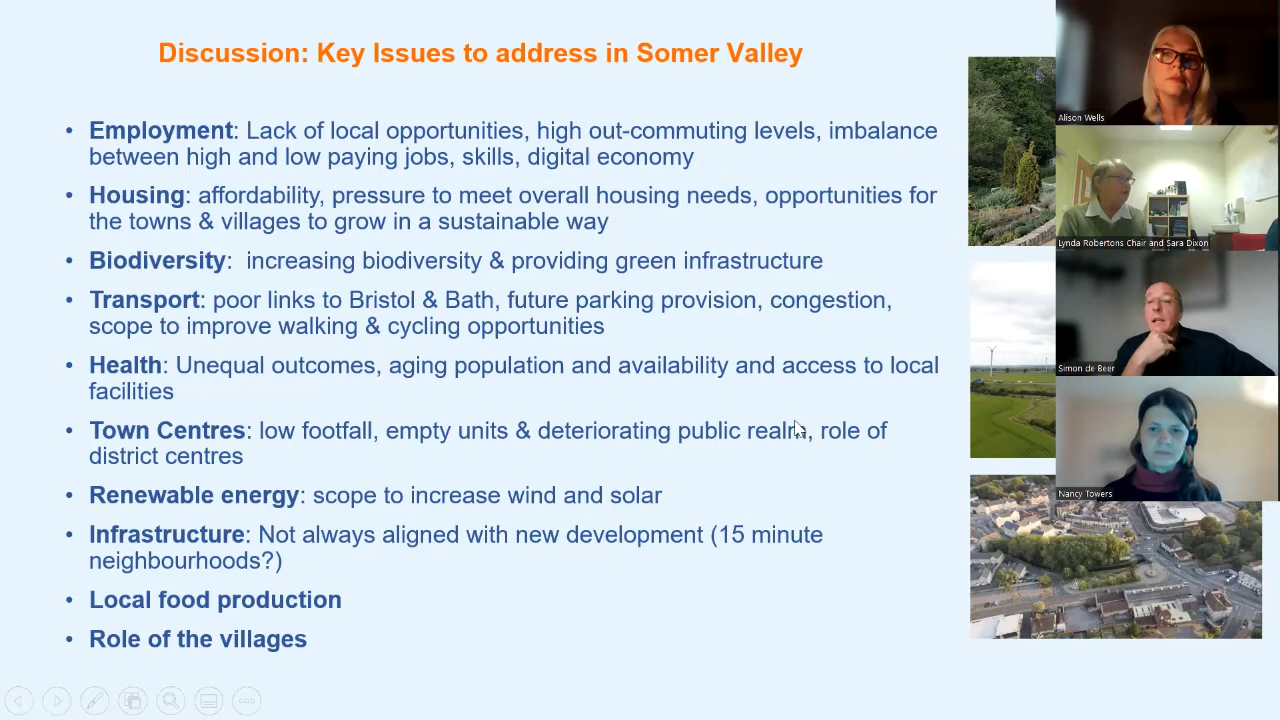 Discussion: Key Issues to address in Somer Valley
• Employment: Lack of local opportunities, high out-commuting levels, imbalance
between high and low paying jobs, skills, digital economy
• Housing: affordability, pressure to meet overall housing needs, opportunities for
the towns & villages to grow in a sustainable way
• Biodiversity:  increasing biodiversity & providing green infrastructure
• Transport: poor links to Bristol & Bath, future parking provision, congestion,
scope to improve walking & cycling opportunities
• Health: Unequal outcomes, aging population and availability and access to local
facilities
• Town Centres: low footfall, empty units & deteriorating public realm, role of
district centres
• Renewable energy: scope to increase wind and solar
• Infrastructure: Not always aligned with new development (15 minute
neighbourhoods?)
• Local food production
• Role of the villages
Alison Wells
Lynda Robertons Chair and Sara Dixon
Simon de Beer
Nancy Towers